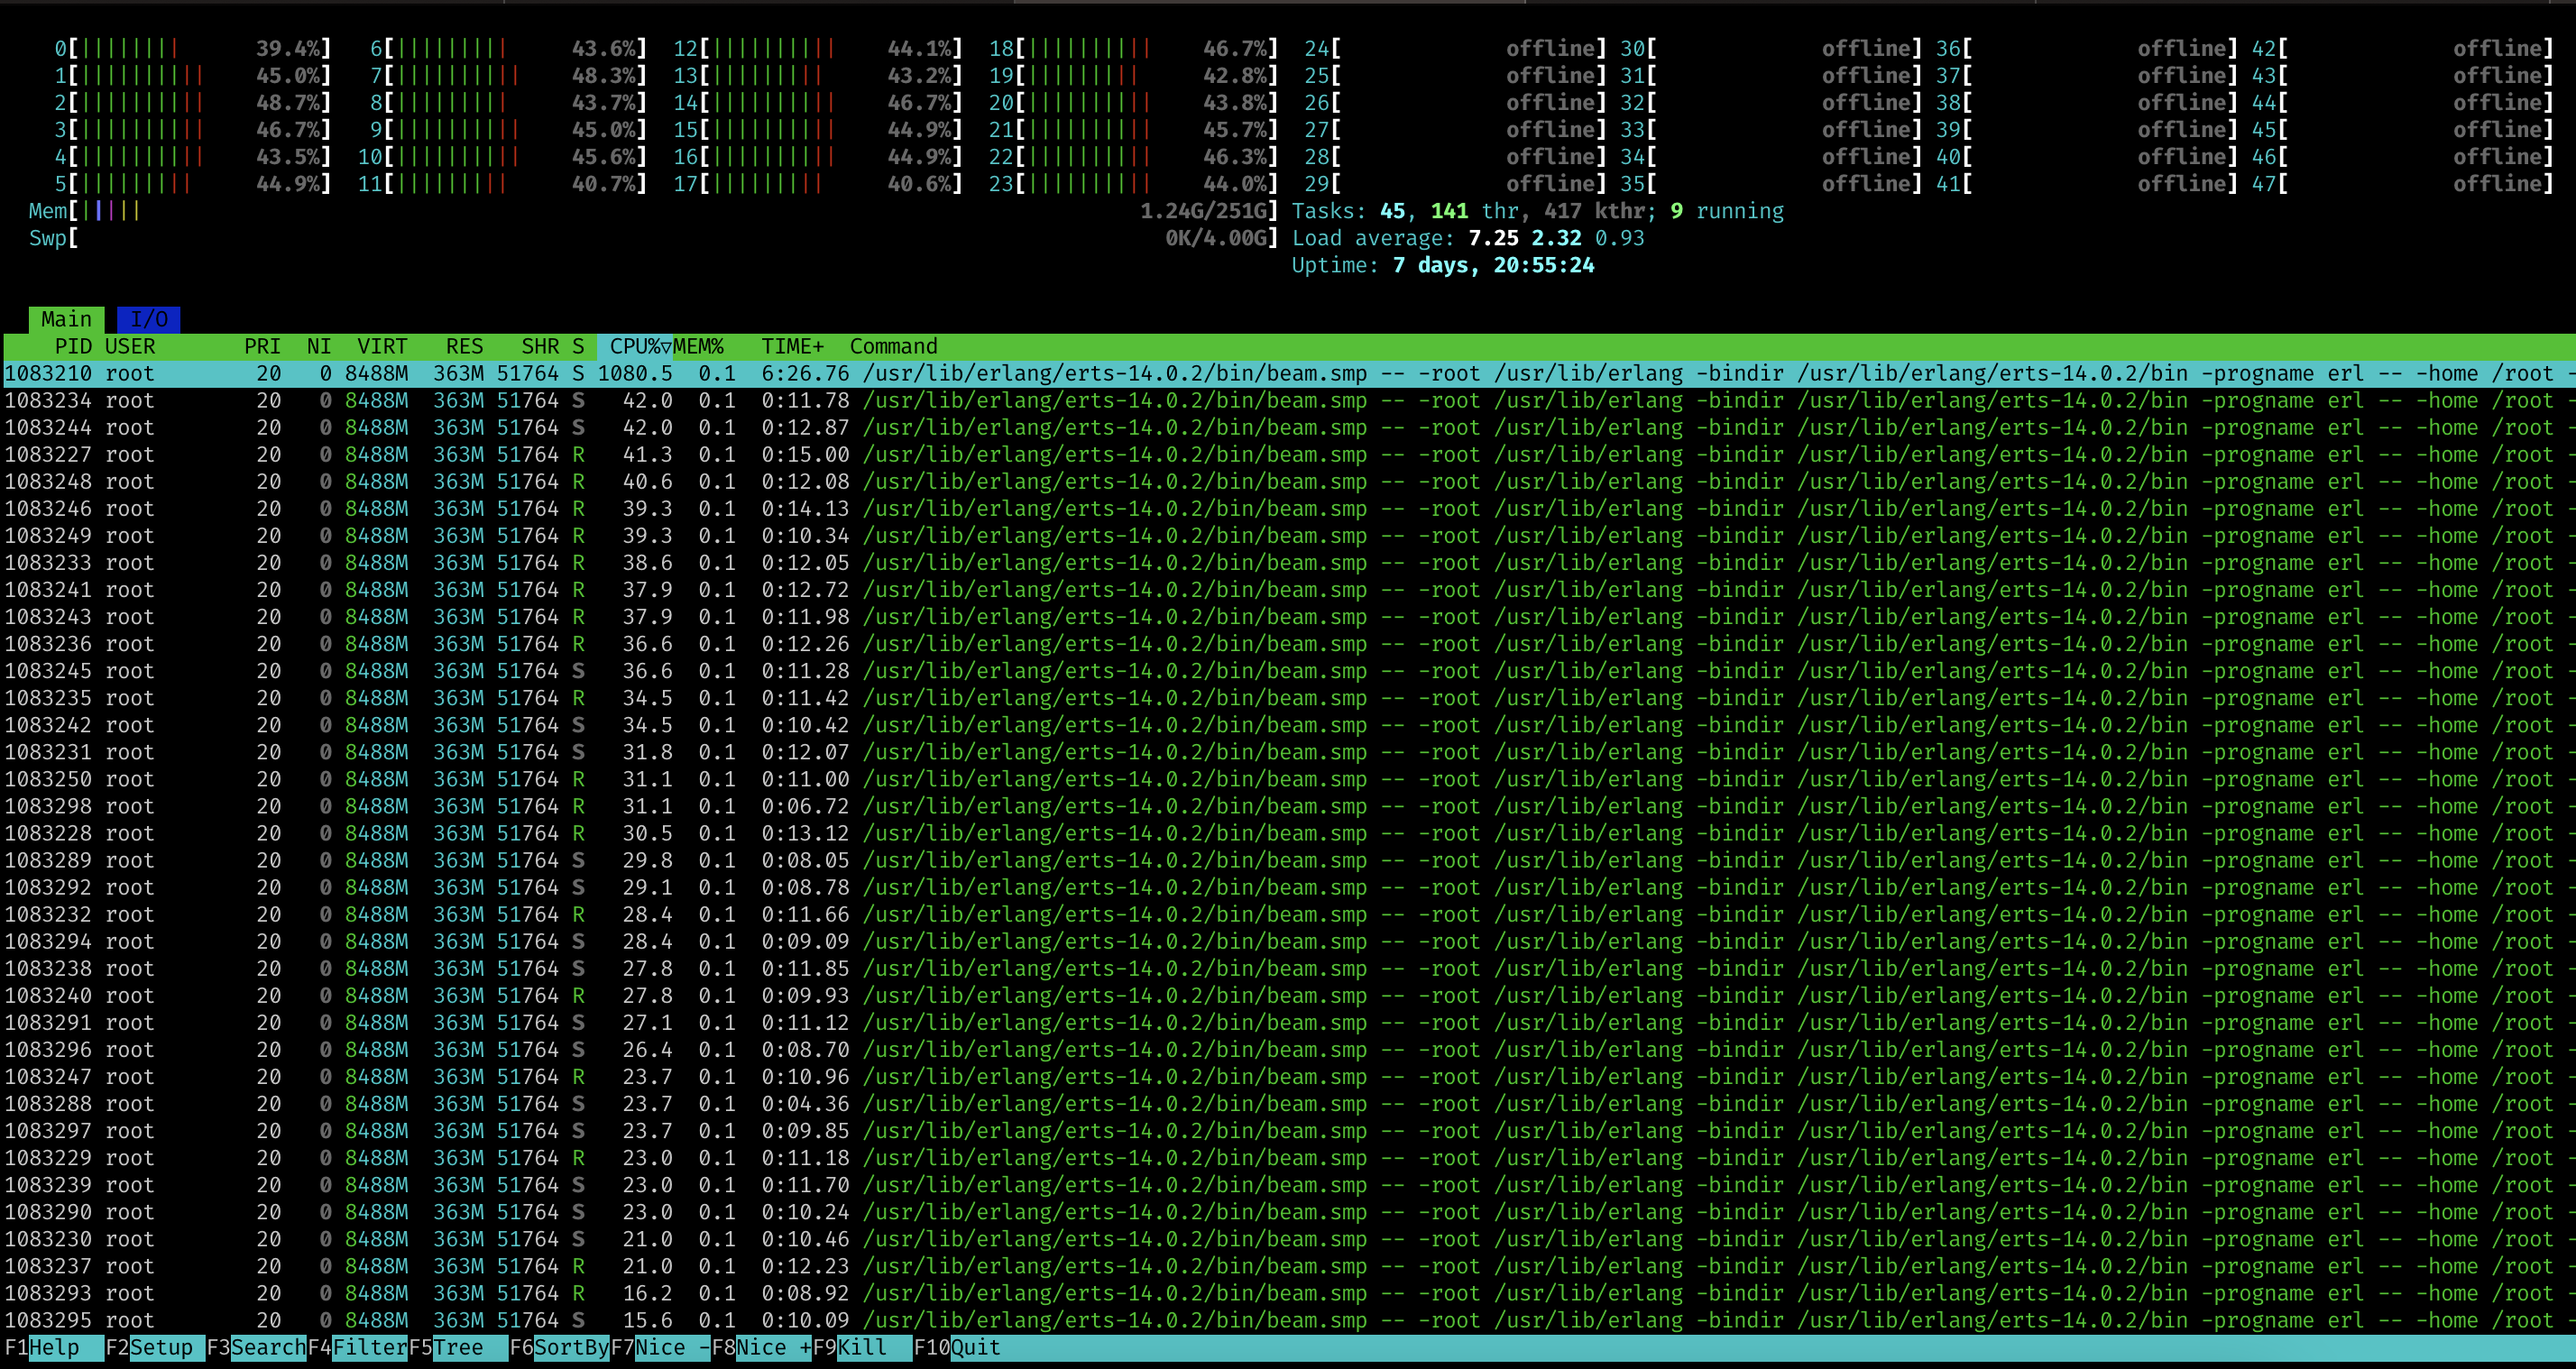 0[|||||||| 39.4%] 6[||||||||| 43.6%] 12[|||||||||| 44.1%] 18[|||||||||| 46.7%] 24[ offline] 30[ offline] 36[ offline] 42[ offline]
1[|||||||||| 45.0%] 7[|||||||||| 48.3%] 13[||||||||| 43.2%] 19[||||||||| 42.8%] 25[ offline] 31[ offline] 37[ offline] 43[ offline]
2[|||||||||| 48.7%] 8[||||||||| 43.7%] 14[|||||||||| 46.7%] 20[|||||||||| 43.8%] 26[ offline] 32[ offline] 38[ offline] 44[ offline]
3[|||||||||| 46.7%] 9[|||||||||| 45.0%] 15[|||||||||| 44.9%] 21[|||||||||| 45.7%] 27[ offline] 33[ offline] 39[ offline] 45[ offline]
4[|||||||||| 43.5%] 10[|||||||||| 45.6%] 16[|||||||||| 44.9%] 22[|||||||||| 46.3%] 28[ offline] 34[ offline] 40[ offline] 46[ offline]
5[||||||||| 44.9%] 11[||||||||| 40.7%] 17[||||||||| 40.6%] 23[|||||||||| 44.0%] 29[ offline] 35[ offline] 41[ offline] 47[ offline]
Mem[||||| 1.24G/251G] Tasks: 45, 141 thr, 417 kthr; 9 running
Swp[ 0K/4.00G] Load average: 7.25 2.32 0.93
Uptime: 7 days, 20:55:24
Main I/O
PID USER PRI NI VIRT RES SHR S CPU%▽MEM% TIME+ Command
1083210 root 20 0 8488M 363M 51764 S 1080.5 0.1 6:26.76 /usr/lib/erlang/erts-14.0.2/bin/beam.smp -- -root /usr/lib/erlang -bindir /usr/lib/erlang/erts-14.0.2/bin -progname erl -- -home /root -
1083234 root 20 0 8488M 363M 51764 S 42.0 0.1 0:11.78 /usr/lib/erlang/erts-14.0.2/bin/beam.smp -- -root /usr/lib/erlang -bindir /usr/lib/erlang/erts-14.0.2/bin -progname erl -- -home /root -
1083244 root 20 0 8488M 363M 51764 S 42.0 0.1 0:12.87 /usr/lib/erlang/erts-14.0.2/bin/beam.smp -- -root /usr/lib/erlang -bindir /usr/lib/erlang/erts-14.0.2/bin -progname erl -- -home /root -
1083227 root 20 0 8488M 363M 51764 R 41.3 0.1 0:15.00 /usr/lib/erlang/erts-14.0.2/bin/beam.smp -- -root /usr/lib/erlang -bindir /usr/lib/erlang/erts-14.0.2/bin -progname erl -- -home /root -
1083248 root 20 0 8488M 363M 51764 R 40.6 0.1 0:12.08 /usr/lib/erlang/erts-14.0.2/bin/beam.smp -- -root /usr/lib/erlang -bindir /usr/lib/erlang/erts-14.0.2/bin -progname erl -- -home /root -
1083246 root 20 0 8488M 363M 51764 R 39.3 0.1 0:14.13 /usr/lib/erlang/erts-14.0.2/bin/beam.smp -- -root /usr/lib/erlang -bindir /usr/lib/erlang/erts-14.0.2/bin -progname erl -- -home /root -
1083249 root 20 0 8488M 363M 51764 R 39.3 0.1 0:10.34 /usr/lib/erlang/erts-14.0.2/bin/beam.smp -- -root /usr/lib/erlang -bindir /usr/lib/erlang/erts-14.0.2/bin -progname erl -- -home /root -
1083233 root 20 0 8488M 363M 51764 R 38.6 0.1 0:12.05 /usr/lib/erlang/erts-14.0.2/bin/beam.smp -- -root /usr/lib/erlang -bindir /usr/lib/erlang/erts-14.0.2/bin -progname erl -- -home /root -
1083241 root 20 0 8488M 363M 51764 R 37.9 0.1 0:12.72 /usr/lib/erlang/erts-14.0.2/bin/beam.smp -- -root /usr/lib/erlang -bindir /usr/lib/erlang/erts-14.0.2/bin -progname erl -- -home /root -
1083243 root 20 0 8488M 363M 51764 R 37.9 0.1 0:11.98 /usr/lib/erlang/erts-14.0.2/bin/beam.smp -- -root /usr/lib/erlang -bindir /usr/lib/erlang/erts-14.0.2/bin -progname erl -- -home /root -
1083236 root 20 0 8488M 363M 51764 R 36.6 0.1 0:12.26 /usr/lib/erlang/erts-14.0.2/bin/beam.smp -- -root /usr/lib/erlang -bindir /usr/lib/erlang/erts-14.0.2/bin -progname erl -- -home /root -
1083245 root 20 0 8488M 363M 51764 S 36.6 0.1 0:11.28 /usr/lib/erlang/erts-14.0.2/bin/beam.smp -- -root /usr/lib/erlang -bindir /usr/lib/erlang/erts-14.0.2/bin -progname erl -- -home /root -
1083235 root 20 0 8488M 363M 51764 R 34.5 0.1 0:11.42 /usr/lib/erlang/erts-14.0.2/bin/beam.smp -- -root /usr/lib/erlang -bindir /usr/lib/erlang/erts-14.0.2/bin -progname erl -- -home /root -
1083242 root 20 0 8488M 363M 51764 S 34.5 0.1 0:10.42 /usr/lib/erlang/erts-14.0.2/bin/beam.smp -- -root /usr/lib/erlang -bindir /usr/lib/erlang/erts-14.0.2/bin -progname erl -- -home /root -
1083231 root 20 0 8488M 363M 51764 S 31.8 0.1 0:12.07 /usr/lib/erlang/erts-14.0.2/bin/beam.smp -- -root /usr/lib/erlang -bindir /usr/lib/erlang/erts-14.0.2/bin -progname erl -- -home /root -
1083250 root 20 0 8488M 363M 51764 R 31.1 0.1 0:11.00 /usr/lib/erlang/erts-14.0.2/bin/beam.smp -- -root /usr/lib/erlang -bindir /usr/lib/erlang/erts-14.0.2/bin -progname erl -- -home /root -
1083298 root 20 0 8488M 363M 51764 R 31.1 0.1 0:06.72 /usr/lib/erlang/erts-14.0.2/bin/beam.smp -- -root /usr/lib/erlang -bindir /usr/lib/erlang/erts-14.0.2/bin -progname erl -- -home /root -
1083228 root 20 0 8488M 363M 51764 R 30.5 0.1 0:13.12 /usr/lib/erlang/erts-14.0.2/bin/beam.smp -- -root /usr/lib/erlang -bindir /usr/lib/erlang/erts-14.0.2/bin -progname erl -- -home /root -
1083289 root 20 0 8488M 363M 51764 S 29.8 0.1 0:08.05 /usr/lib/erlang/erts-14.0.2/bin/beam.smp -- -root /usr/lib/erlang -bindir /usr/lib/erlang/erts-14.0.2/bin -progname erl -- -home /root -
1083292 root 20 0 8488M 363M 51764 S 29.1 0.1 0:08.78 /usr/lib/erlang/erts-14.0.2/bin/beam.smp -- -root /usr/lib/erlang -bindir /usr/lib/erlang/erts-14.0.2/bin -progname erl -- -home /root -
1083232 root 20 0 8488M 363M 51764 R 28.4 0.1 0:11.66 /usr/lib/erlang/erts-14.0.2/bin/beam.smp -- -root /usr/lib/erlang -bindir /usr/lib/erlang/erts-14.0.2/bin -progname erl -- -home /root -
1083294 root 20 0 8488M 363M 51764 S 28.4 0.1 0:09.09 /usr/lib/erlang/erts-14.0.2/bin/beam.smp -- -root /usr/lib/erlang -bindir /usr/lib/erlang/erts-14.0.2/bin -progname erl -- -home /root -
1083238 root 20 0 8488M 363M 51764 S 27.8 0.1 0:11.85 /usr/lib/erlang/erts-14.0.2/bin/beam.smp -- -root /usr/lib/erlang -bindir /usr/lib/erlang/erts-14.0.2/bin -progname erl -- -home /root -
1083240 root 20 0 8488M 363M 51764 R 27.8 0.1 0:09.93 /usr/lib/erlang/erts-14.0.2/bin/beam.smp -- -root /usr/lib/erlang -bindir /usr/lib/erlang/erts-14.0.2/bin -progname erl -- -home /root -
1083291 root 20 0 8488M 363M 51764 S 27.1 0.1 0:11.12 /usr/lib/erlang/erts-14.0.2/bin/beam.smp -- -root /usr/lib/erlang -bindir /usr/lib/erlang/erts-14.0.2/bin -progname erl -- -home /root -
1083296 root 20 0 8488M 363M 51764 S 26.4 0.1 0:08.70 /usr/lib/erlang/erts-14.0.2/bin/beam.smp -- -root /usr/lib/erlang -bindir /usr/lib/erlang/erts-14.0.2/bin -progname erl -- -home /root -
1083247 root 20 0 8488M 363M 51764 R 23.7 0.1 0:10.96 /usr/lib/erlang/erts-14.0.2/bin/beam.smp -- -root /usr/lib/erlang -bindir /usr/lib/erlang/erts-14.0.2/bin -progname erl -- -home /root -
1083288 root 20 0 8488M 363M 51764 S 23.7 0.1 0:04.36 /usr/lib/erlang/erts-14.0.2/bin/beam.smp -- -root /usr/lib/erlang -bindir /usr/lib/erlang/erts-14.0.2/bin -progname erl -- -home /root -
1083297 root 20 0 8488M 363M 51764 S 23.7 0.1 0:09.85 /usr/lib/erlang/erts-14.0.2/bin/beam.smp -- -root /usr/lib/erlang -bindir /usr/lib/erlang/erts-14.0.2/bin -progname erl -- -home /root -
1083229 root 20 0 8488M 363M 51764 R 23.0 0.1 0:11.18 /usr/lib/erlang/erts-14.0.2/bin/beam.smp -- -root /usr/lib/erlang -bindir /usr/lib/erlang/erts-14.0.2/bin -progname erl -- -home /root -
1083239 root 20 0 8488M 363M 51764 S 23.0 0.1 0:11.70 /usr/lib/erlang/erts-14.0.2/bin/beam.smp -- -root /usr/lib/erlang -bindir /usr/lib/erlang/erts-14.0.2/bin -progname erl -- -home /root -
1083290 root 20 0 8488M 363M 51764 S 23.0 0.1 0:10.24 /usr/lib/erlang/erts-14.0.2/bin/beam.smp -- -root /usr/lib/erlang -bindir /usr/lib/erlang/erts-14.0.2/bin -progname erl -- -home /root -
1083230 root 20 0 8488M 363M 51764 S 21.0 0.1 0:10.46 /usr/lib/erlang/erts-14.0.2/bin/beam.smp -- -root /usr/lib/erlang -bindir /usr/lib/erlang/erts-14.0.2/bin -progname erl -- -home /root -
1083237 root 20 0 8488M 363M 51764 R 21.0 0.1 0:12.23 /usr/lib/erlang/erts-14.0.2/bin/beam.smp -- -root /usr/lib/erlang -bindir /usr/lib/erlang/erts-14.0.2/bin -progname erl -- -home /root -
1083293 root 20 0 8488M 363M 51764 R 16.2 0.1 0:08.92 /usr/lib/erlang/erts-14.0.2/bin/beam.smp -- -root /usr/lib/erlang -bindir /usr/lib/erlang/erts-14.0.2/bin -progname erl -- -home /root -
1083295 root 20 0 8488M 363M 51764 S 15.6 0.1 0:10.09 /usr/lib/erlang/erts-14.0.2/bin/beam.smp -- -root /usr/lib/erlang -bindir /usr/lib/erlang/erts-14.0.2/bin -progname erl -- -home /root -
F1Help F2Setup F3SearchF4FilterF5Tree F6SortByF7Nice -F8Nice +F9Kill F10Quit